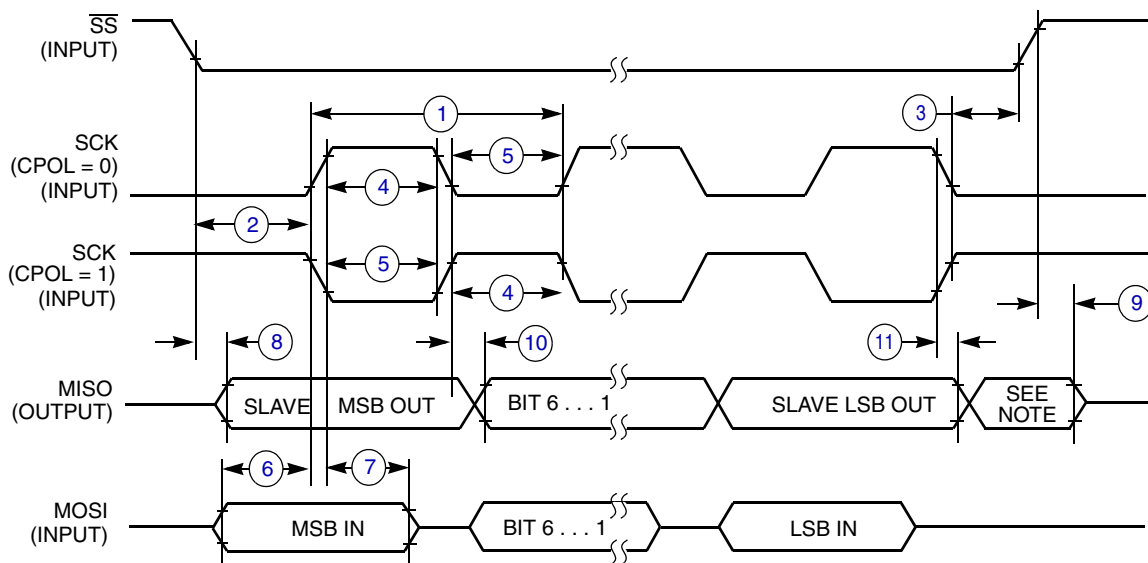 SS
(INPUT)
1
3
SCK
(CPOL = 0)
(INPUT)
5
4
2
SCK
(CPOL = 1)
(INPUT)
5
4
9
8
10
11
MISO
(OUTPUT)
SLAVE
MSB OUT
BIT 6 . . . 1
SLAVE LSB OUT
SEE
NOTE
6
7
MOSI
(INPUT)
MSB IN
BIT 6 . . . 1
LSB IN